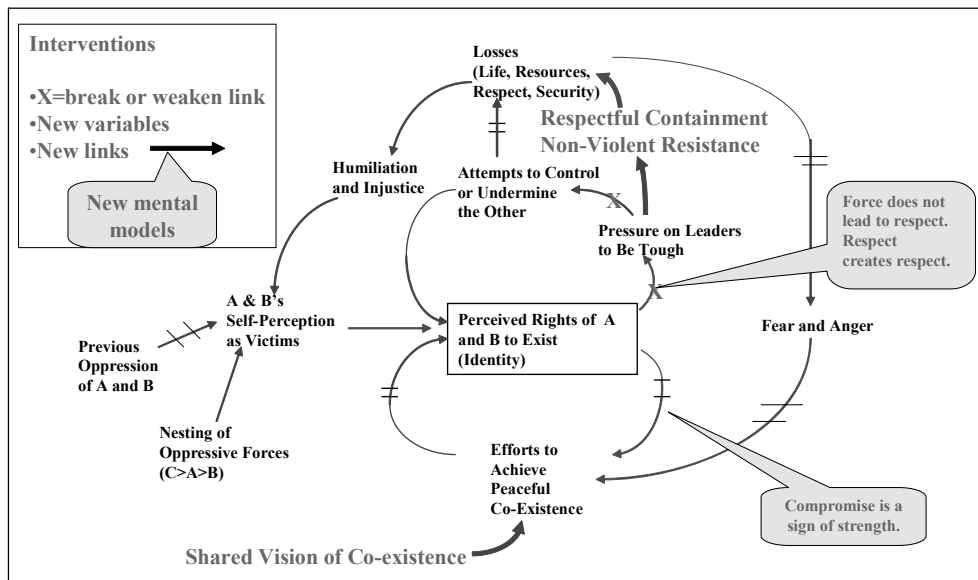 Interventions
•X=break or weaken link
•New variables
•New links
New mental
models
Losses
(Life, Resources,
Respect, Security)
Respectful Containment
Non-Violent Resistance
Humiliation
and Injustice
Attempts to Control
or Undermine
the Other
X
Pressure on Leaders
to Be Tough
X
Force does not
lead to respect.
Respect
creates respect.
A & B's
Self-Perception
as Victims
Perceived Rights of A
and B to Exist
(Identity)
Fear and Anger
Previous
Oppression
of A and B
Nesting of
Oppressive Forces
(C>A>B)
Efforts to
Achieve
Peaceful
Co-Existence
Compromise is a
sign of strength.
Shared Vision of Co-existence